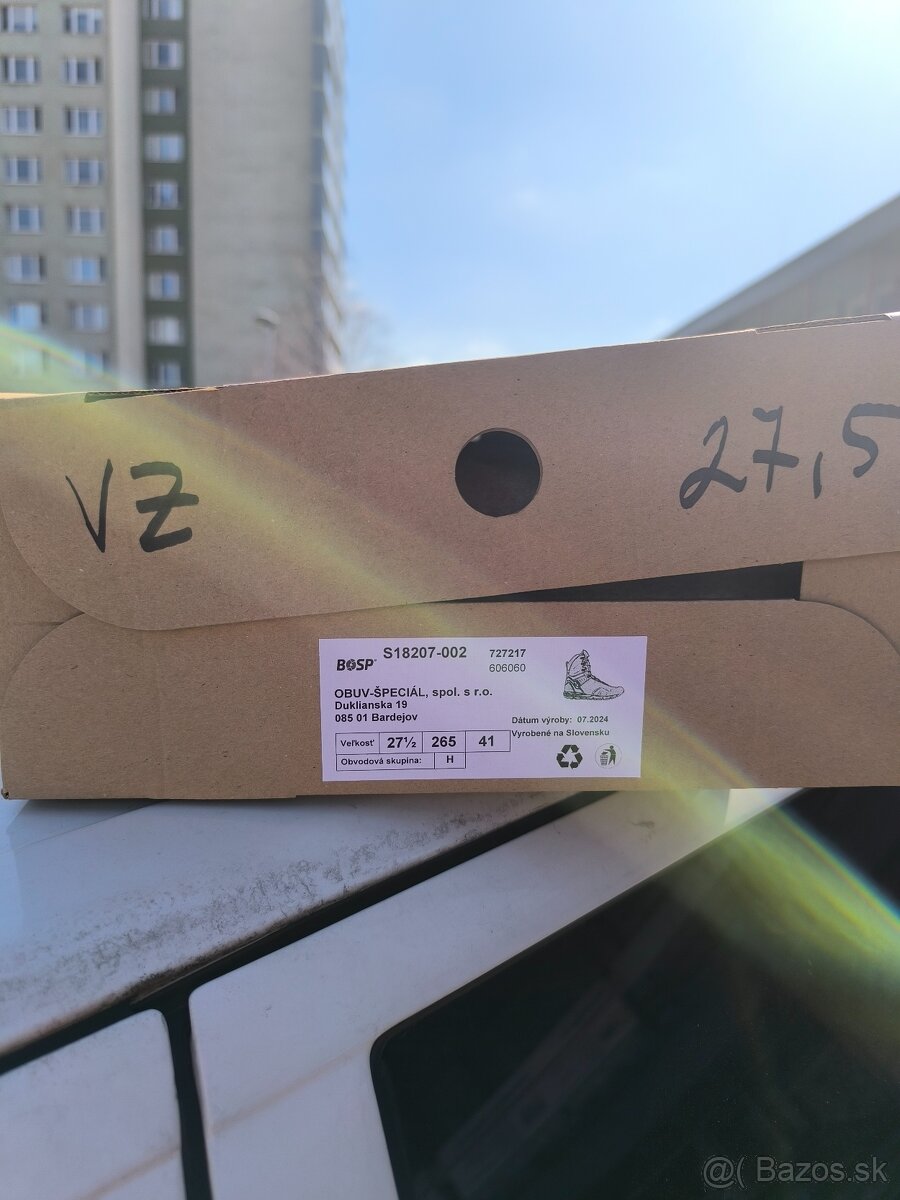 VZ
27,5
BOSP® S18207-002 727217
606060
OBUV-ŠPECIÁL, spol. s r.o.
Duklianska 19
085 01 Bardejov
Dátum výroby: 07.2024
Vyrobené na Slovensku
Veľkosť 27½ 265 41
Obvodová skupina: H
@( Bazos.sk